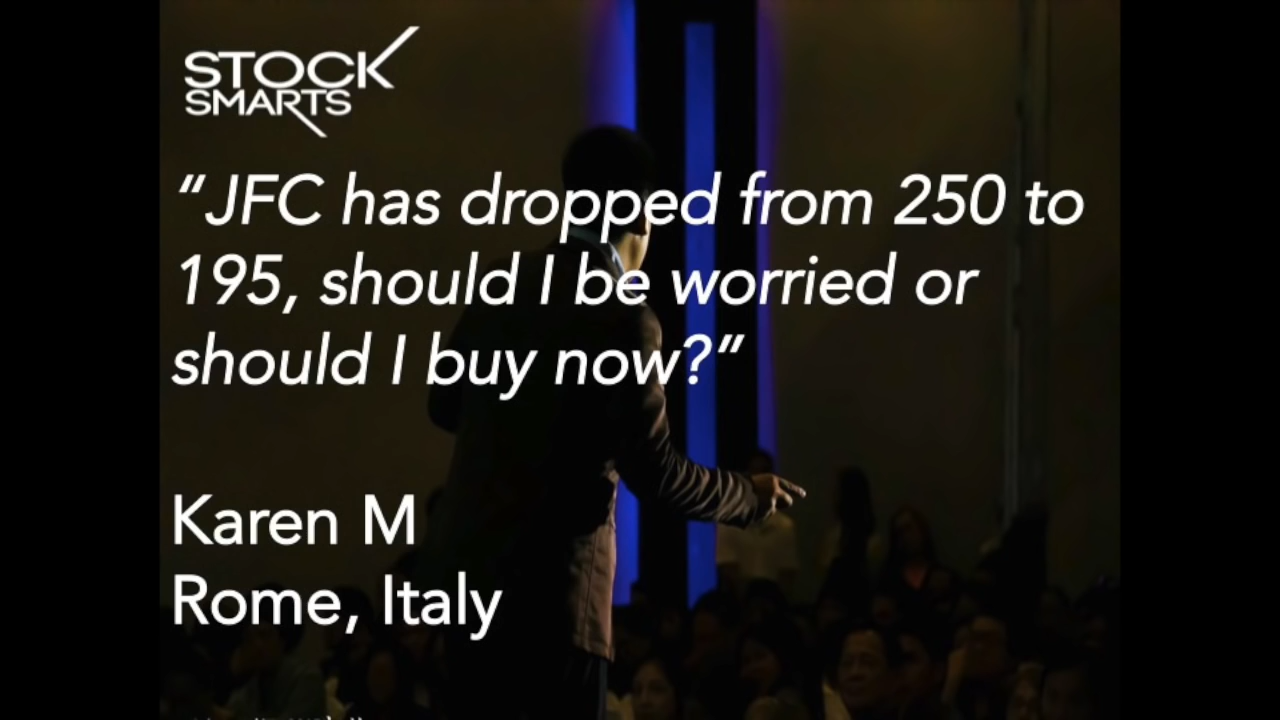 STOCK
SMARTS
“JFC has dropped from 250 to
195, should I be worried or
should I buy now?”
Karen M
Rome, Italy